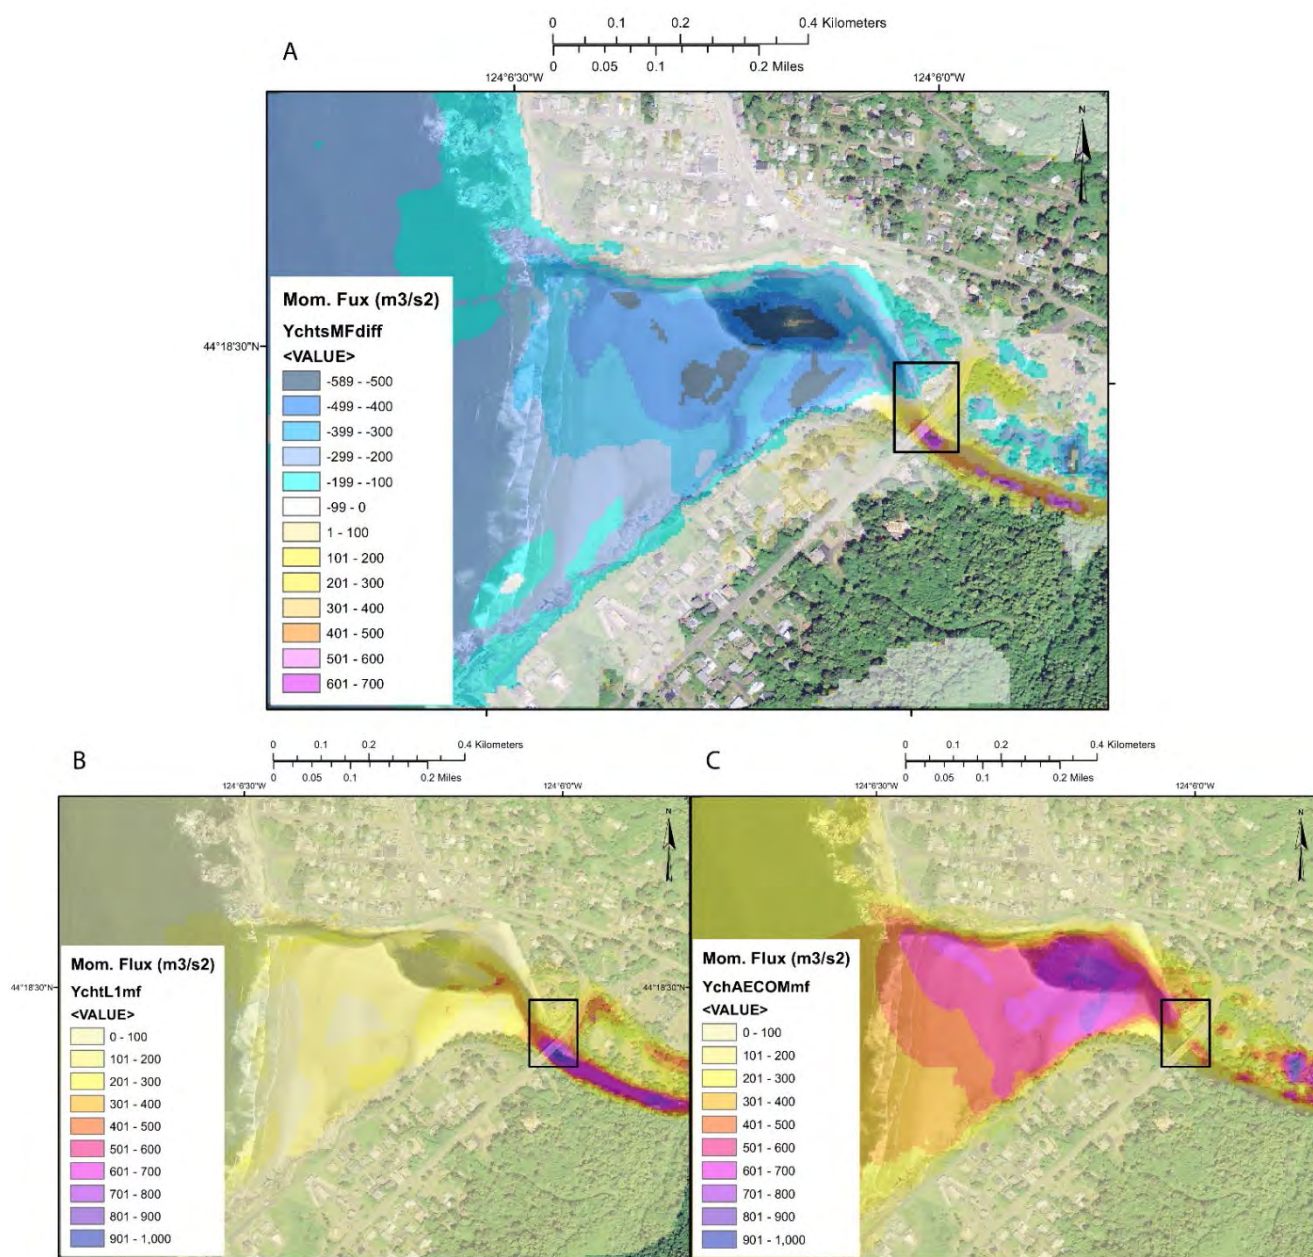 A
0 0.1 0.2 0.4 Kilometers
0 0.05 0.1 0.2 Miles
124°6'30"W 124°6'0"W
N
44°18'30"N
Mom. Fux (m3/s2)
YchtsMFdiff
<VALUE>
-589 - -500
-499 - -400
-399 - -300
-299 - -200
-199 - -100
-99 - 0
1 - 100
101 - 200
201 - 300
301 - 400
401 - 500
501 - 600
601 - 700
B
0 0.1 0.2 0.4 Kilometers
0 0.05 0.1 0.2 Miles
124°6'30"W 124°6'0"W
N
44°18'30"N
Mom. Flux (m3/s2)
YchtL1mf
<VALUE>
0 - 100
101 - 200
201 - 300
301 - 400
401 - 500
501 - 600
601 - 700
701 - 800
801 - 900
901 - 1,000
C
0 0.1 0.2 0.4 Kilometers
0 0.05 0.1 0.2 Miles
124°6'30"W 124°6'0"W
N
44°18'30"N
Mom. Flux (m3/s2)
YchAECOMmf
<VALUE>
0 - 100
101 - 200
201 - 300
301 - 400
401 - 500
501 - 600
601 - 700
701 - 800
801 - 900
901 - 1,000